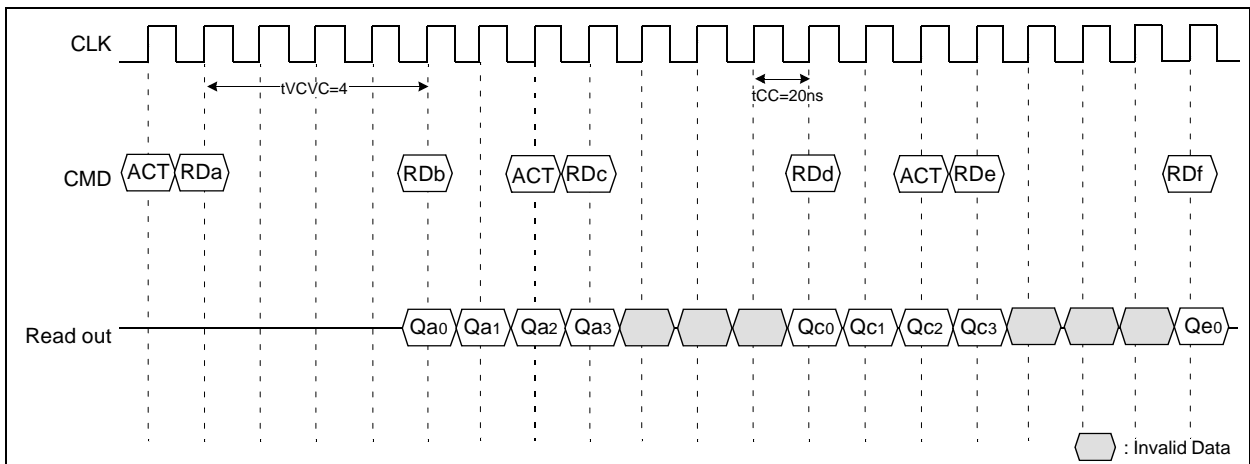 CLK
tVCVC=4
tCC=20ns
CMD ACT RDa RDb ACT RDc RDd ACT RDe RDf
Read out Qa0 Qa1 Qa2 Qa3 Qc0 Qc1 Qc2 Qc3 Qe0
: Invalid Data